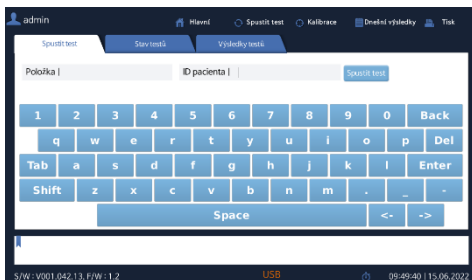 admin Hlavní Spustit test Kalibrace Dnešní výsledky Tisk
Spustit test Stav testů Výsledky testů
Položka | ID pacienta | Spustit test
1 2 3 4 5 6 7 8 9 0 Back
q w e r t y u i o p Del
Tab a s d f g h j k l Enter
Shift z x c v b n m . _ -
Space <- ->
S/W : V001.042.13, F/W : 1.2 USB 09:49:40 | 15.06.2022